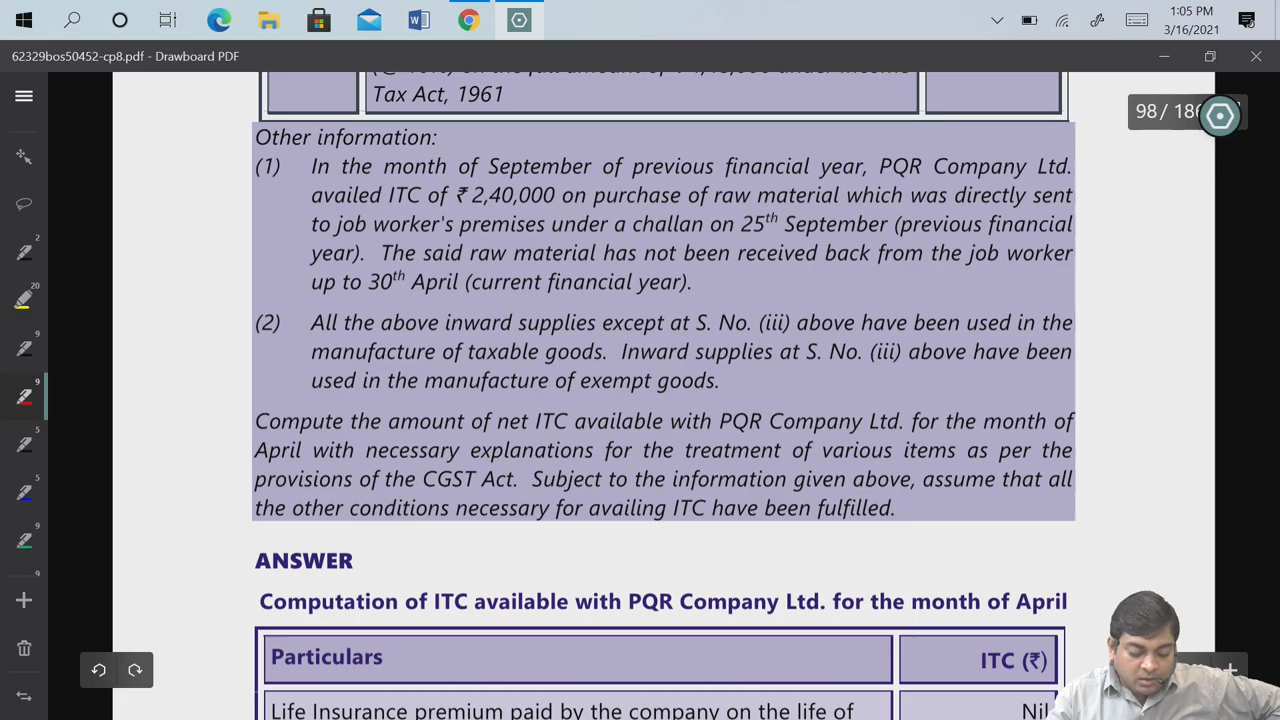 1:05 PM
3/16/2021
62329bos50452-cp8.pdf - Drawboard PDF
Tax Act, 1961
98 / 186
Other information:
(1) In the month of September of previous financial year, PQR Company Ltd.
availed ITC of ₹ 2,40,000 on purchase of raw material which was directly sent
to job worker's premises under a challan on 25th September (previous financial
year). The said raw material has not been received back from the job worker
up to 30th April (current financial year).
(2) All the above inward supplies except at S. No. (iii) above have been used in the
manufacture of taxable goods. Inward supplies at S. No. (iii) above have been
used in the manufacture of exempt goods.
Compute the amount of net ITC available with PQR Company Ltd. for the month of
April with necessary explanations for the treatment of various items as per the
provisions of the CGST Act. Subject to the information given above, assume that all
the other conditions necessary for availing ITC have been fulfilled.
ANSWER
Computation of ITC available with PQR Company Ltd. for the month of April
Particulars ITC (₹)
Life Insurance premium paid by the company on the life of Nil
2
20
9
9
5
5
9
9